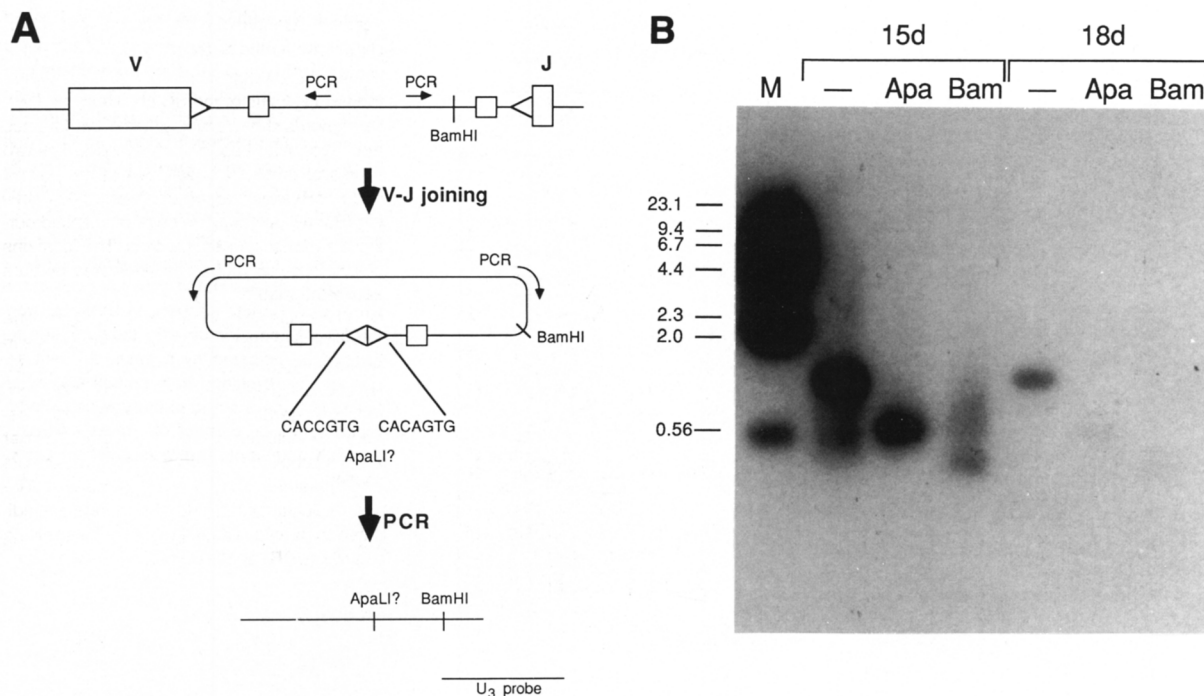 A
V
J
PCR
PCR
BamHI
V-J joining
PCR
PCR
BamHI
CACCGTG CACAGTG
ApaLI?
PCR
ApaLI? BamHI
U3 probe
B
15d 18d
M — Apa Bam — Apa Bam
23.1
9.4
6.7
4.4
2.3
2.0
0.56